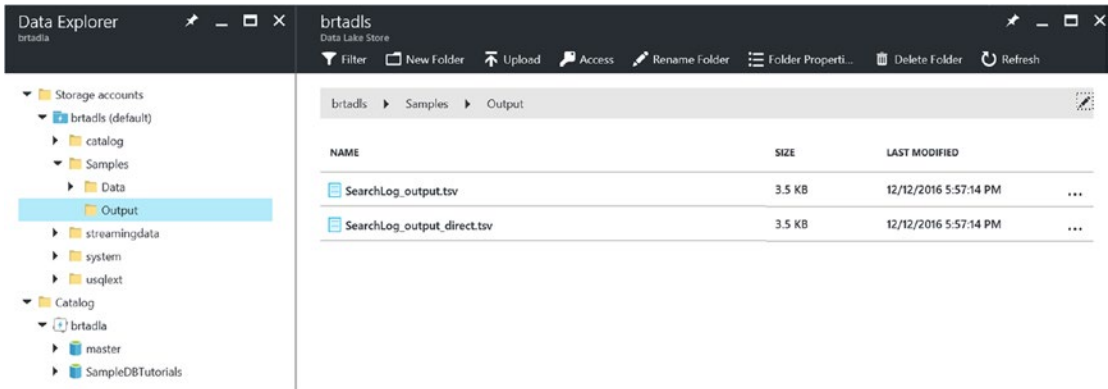 Data Explorer
brtadla
Storage accounts
brtadls (default)
catalog
Samples
Data
Output
streamingdata
system
usqlext
Catalog
brtadla
master
SampleDBTutorials
brtadls
Data Lake Store
Filter New Folder Upload Access Rename Folder Folder Properti... Delete Folder Refresh
brtadls Samples Output
NAME SIZE LAST MODIFIED
SearchLog_output.tsv 3.5 KB 12/12/2016 5:57:14 PM ...
SearchLog_output_direct.tsv 3.5 KB 12/12/2016 5:57:14 PM ...